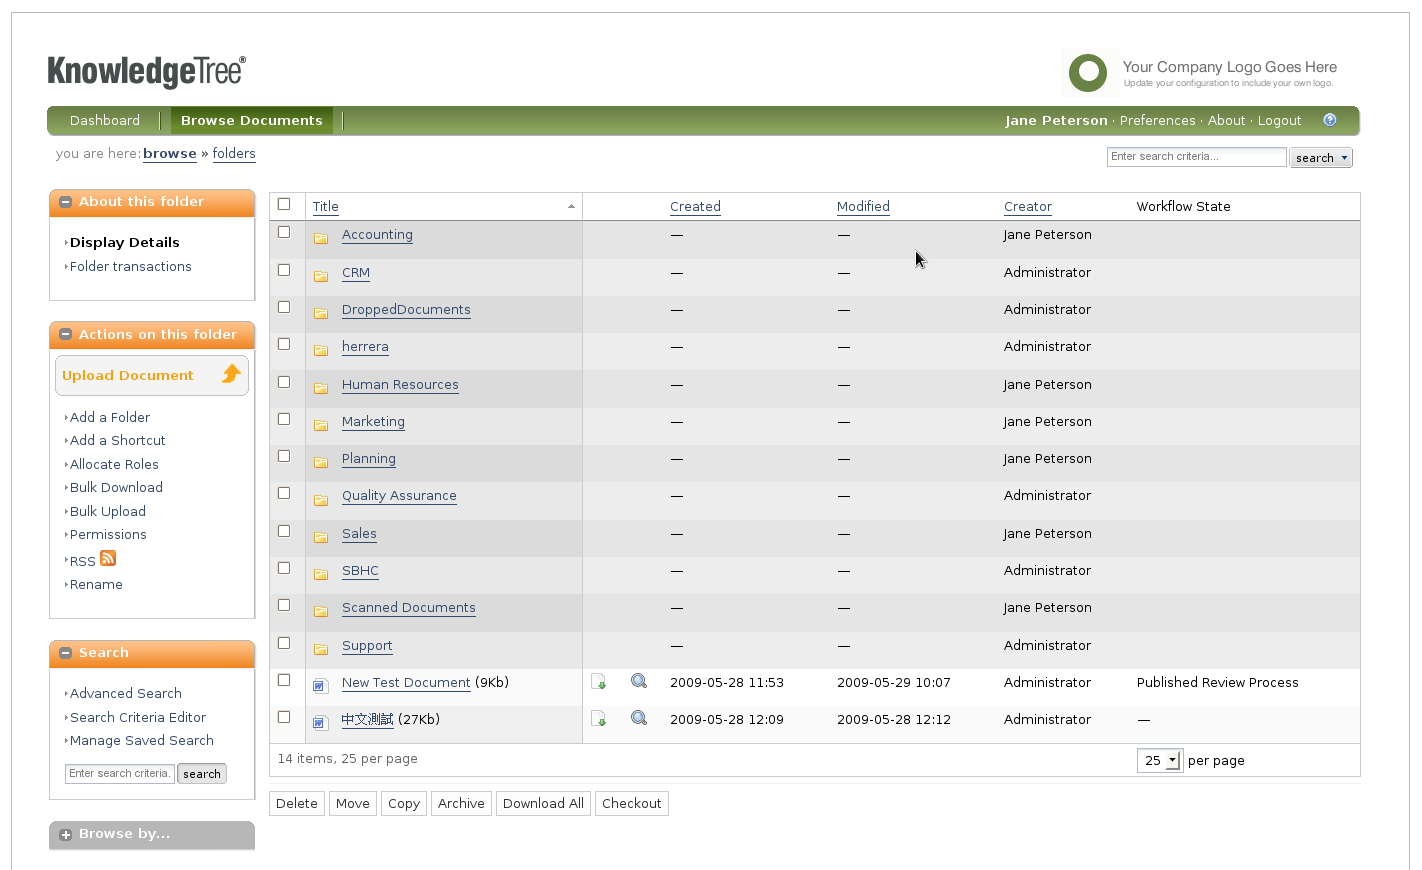 KnowledgeTree®
Your Company Logo Goes Here
Update your configuration to include your own logo.
Dashboard Browse Documents Jane Peterson · Preferences · About · Logout ?
you are here: browse » folders Enter search criteria... search
About this folder
Display Details
Folder transactions
Actions on this folder
Upload Document
Add a Folder
Add a Shortcut
Allocate Roles
Bulk Download
Bulk Upload
Permissions
RSS
Rename
Search
Advanced Search
Search Criteria Editor
Manage Saved Search
Enter search criteria. search
Browse by...
Title Created Modified Creator Workflow State
Accounting — — Jane Peterson
CRM — — Administrator
DroppedDocuments — — Administrator
herrera — — Administrator
Human Resources — — Jane Peterson
Marketing — — Jane Peterson
Planning — — Jane Peterson
Quality Assurance — — Administrator
Sales — — Jane Peterson
SBHC — — Administrator
Scanned Documents — — Jane Peterson
Support — — Administrator
New Test Document (9Kb) 2009-05-28 11:53 2009-05-29 10:07 Administrator Published Review Process
中文測試 (27Kb) 2009-05-28 12:09 2009-05-28 12:12 Administrator —
14 items, 25 per page 25 per page
Delete Move Copy Archive Download All Checkout